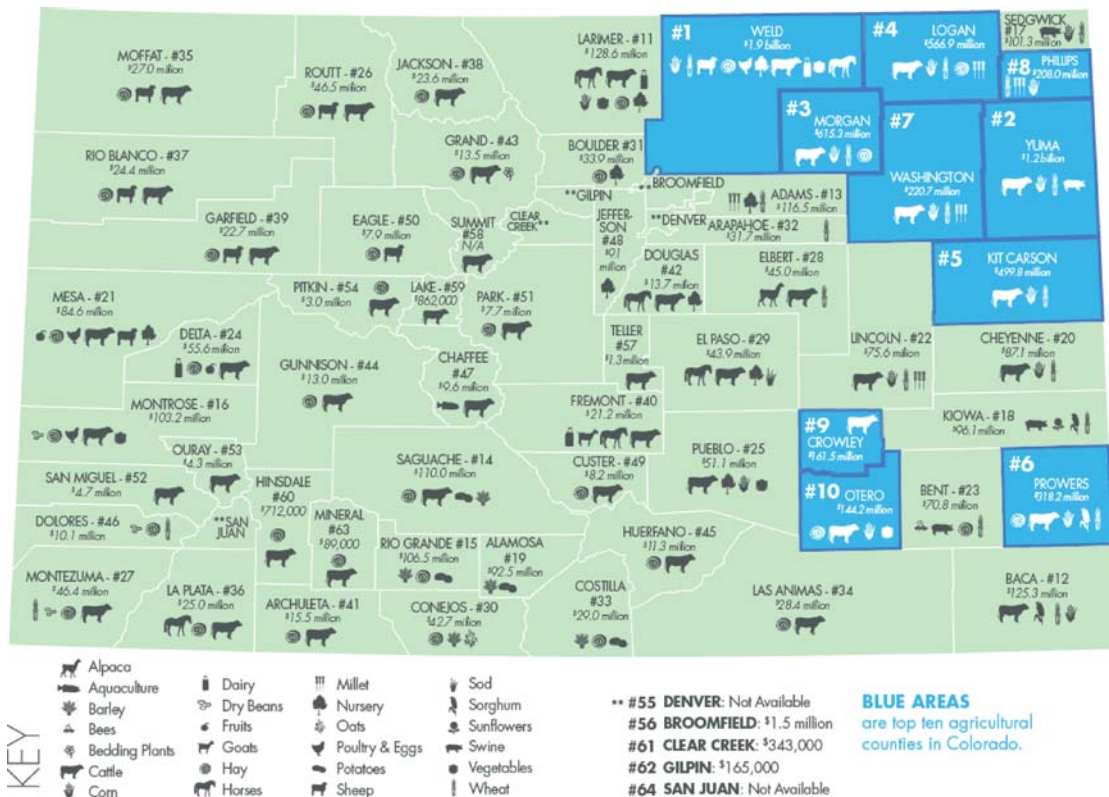 MOFFAT - #35
$27.0 million
ROUTT - #26
$46.5 million
JACKSON - #38
$23.6 million
LARIMER - #11
$128.6 million
#1
WELD
$1.9 billion
#4
LOGAN
$566.9 million
SEDGWICK
#17
$101.3 million
#8 PHILLIPS
$208.0 million
RIO BLANCO - #37
$24.4 million
GRAND - #43
$13.5 million
BOULDER #31
$33.9 million
#3
MORGAN
$615.3 million
#7
WASHINGTON
$220.7 million
#2
YUMA
$1.2 billion
GARFIELD - #39
$22.7 million
EAGLE - #50
$7.9 million
SUMMIT
#58
N/A
CLEAR
CREEK**
**GILPIN
** BROOMFIELD
ADAMS - #13
$116.5 million
JEFFER-
SON
#48
$9.1
million
**DENVER
ARAPAHOE - #32
$31.7 million
DOUGLAS
#42
$13.7 million
ELBERT - #28
$45.0 million
#5
KIT CARSON
$499.8 million
MESA - #21
$84.6 million
PITKIN - #54
$3.0 million
LAKE - #59
$862,000
PARK - #51
$7.7 million
DELTA - #24
$55.6 million
GUNNISON - #44
$13.0 million
CHAFFEE
#47
$9.6 million
TELLER
#57
$1.3 million
EL PASO - #29
$43.9 million
LINCOLN - #22
$75.6 million
CHEYENNE - #20
$87.1 million
MONTROSE - #16
$103.2 million
FREMONT - #40
$21.2 million
KIOWA - #18
$96.1 million
#9
CROWLEY
$161.5 million
OURAY - #53
$4.3 million
SAGUACHE - #14
$110.0 million
CUSTER - #49
$8.2 million
PUEBLO - #25
$51.1 million
#10 OTERO
$144.2 million
BENT - #23
$70.8 million
#6
PROWERS
$318.2 million
SAN MIGUEL - #52
$4.7 million
HINSDALE
#60
$712,000
MINERAL
#63
$89,000
DOLORES - #46
$10.1 million
**SAN
JUAN
RIO GRANDE #15
$106.5 million
ALAMOSA
#19
$92.5 million
HUERFANO - #45
$11.3 million
MONTEZUMA - #27
$46.4 million
LA PLATA - #36
$25.0 million
ARCHULETA - #41
$15.5 million
CONEJOS - #30
$42.7 million
COSTILLA
#33
$29.0 million
LAS ANIMAS - #34
$28.4 million
BACA - #12
$125.3 million
KEY
Alpaca
Aquaculture
Barley
Bees
Bedding Plants
Cattle
Corn
Dairy
Dry Beans
Fruits
Goats
Hay
Horses
Millet
Nursery
Oats
Poultry & Eggs
Potatoes
Sheep
Sod
Sorghum
Sunflowers
Swine
Vegetables
Wheat
** #55 DENVER: Not Available
#56 BROOMFIELD: $1.5 million
#61 CLEAR CREEK: $343,000
#62 GILPIN: $165,000
#64 SAN JUAN: Not Available
BLUE AREAS
are top ten agricultural
counties in Colorado.